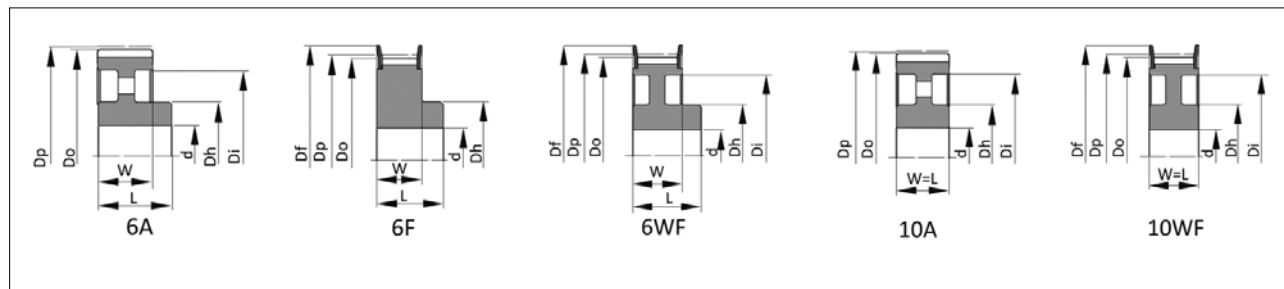 Dp Do d Dh Di
W
L
6A
Df Dp Do d Dh
W
L
6F
Df Dp Do d Dh Di
W
L
6WF
Dp Do d Dh Di
W=L
10A
Df Dp Do d Dh Di
W=L
10WF